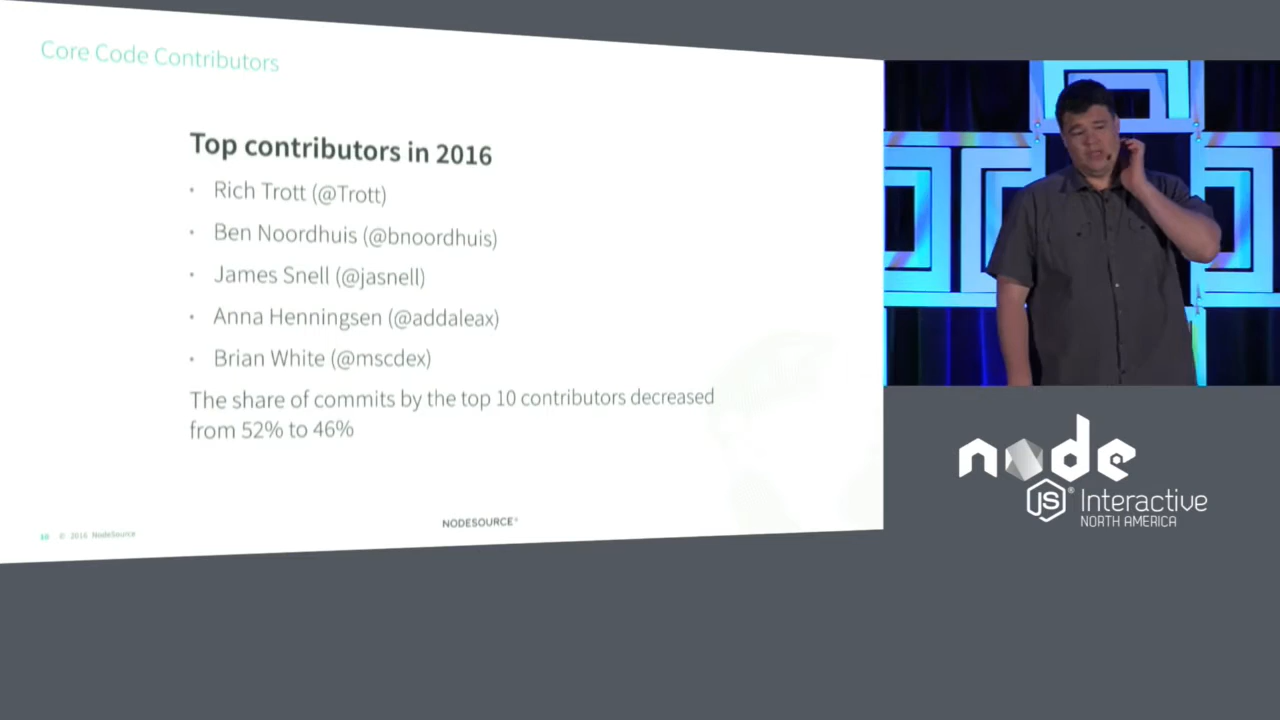 Core Code Contributors
Top contributors in 2016
• Rich Trott (@Trott)
• Ben Noordhuis (@bnoordhuis)
• James Snell (@jasnell)
• Anna Henningsen (@addaleax)
• Brian White (@mscdex)
The share of commits by the top 10 contributors decreased
from 52% to 46%
NODESOURCE®
© 2016 NodeSource
node
JS® Interactive
NORTH AMERICA